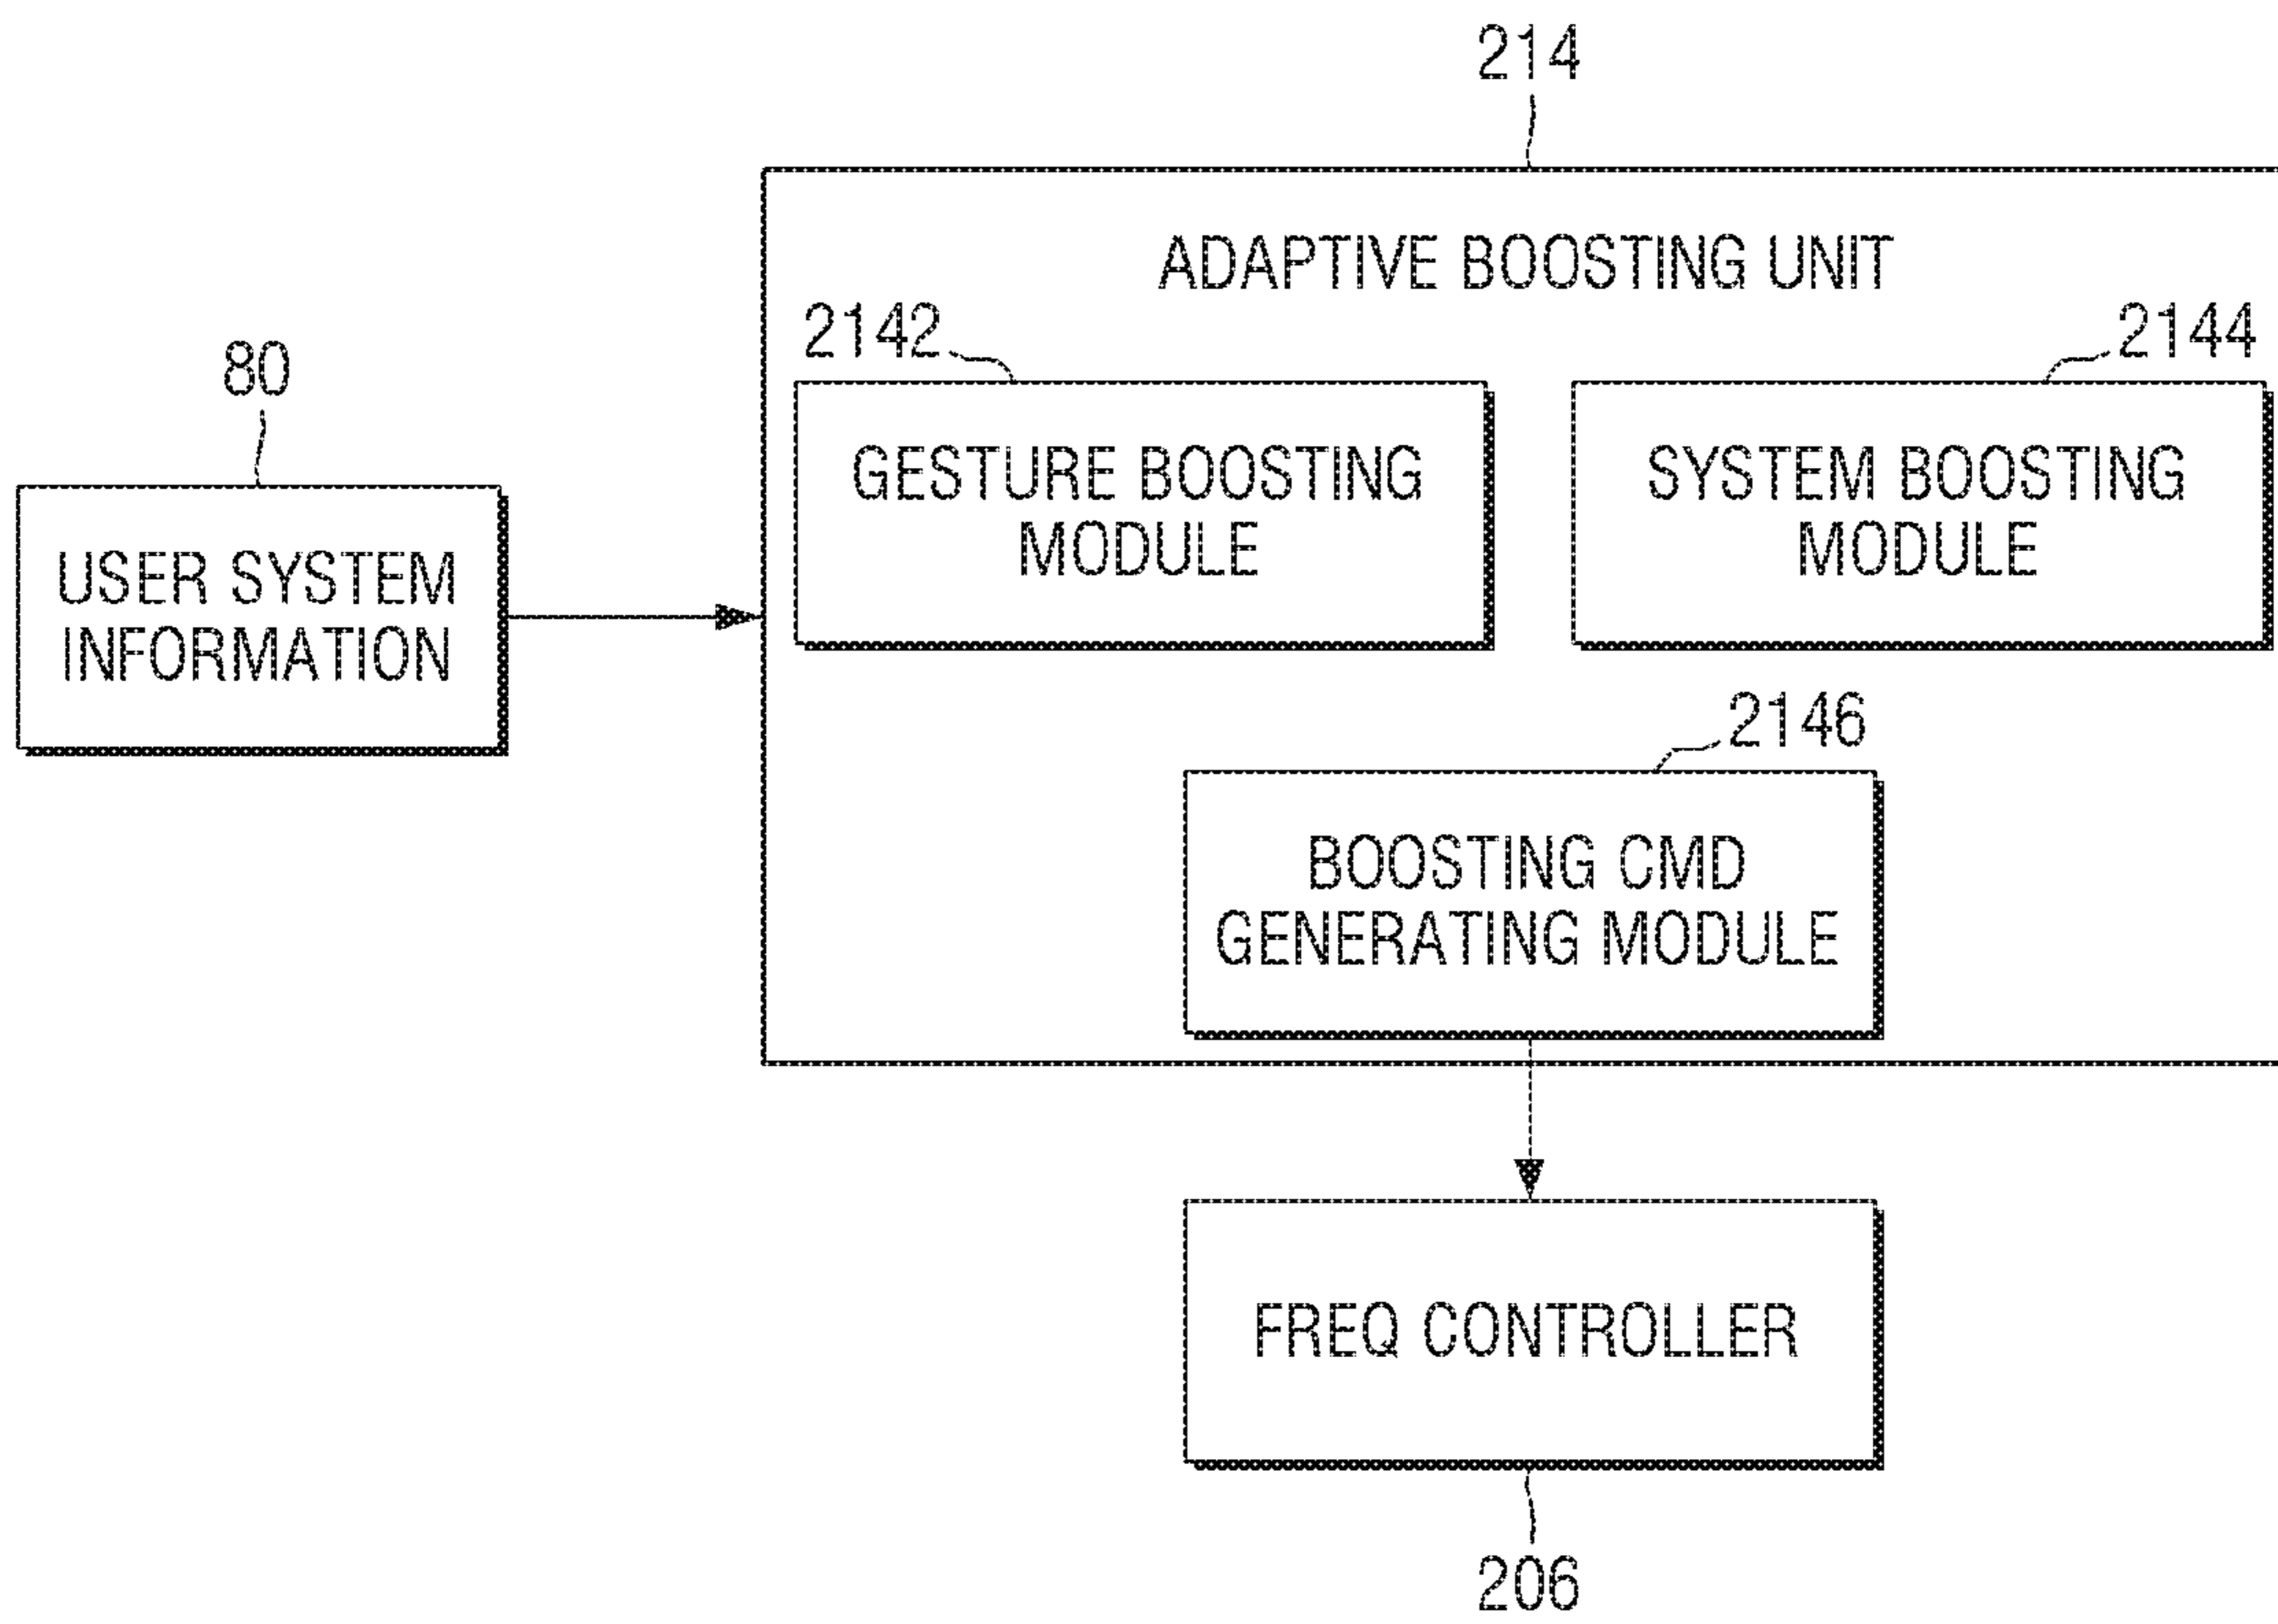 214
ADAPTIVE BOOSTING UNIT
2142
2144
80
GESTURE BOOSTING
MODULE
SYSTEM BOOSTING
MODULE
USER SYSTEM
INFORMATION
2146
BOOSTING CMD
GENERATING MODULE
FREQ CONTROLLER
206